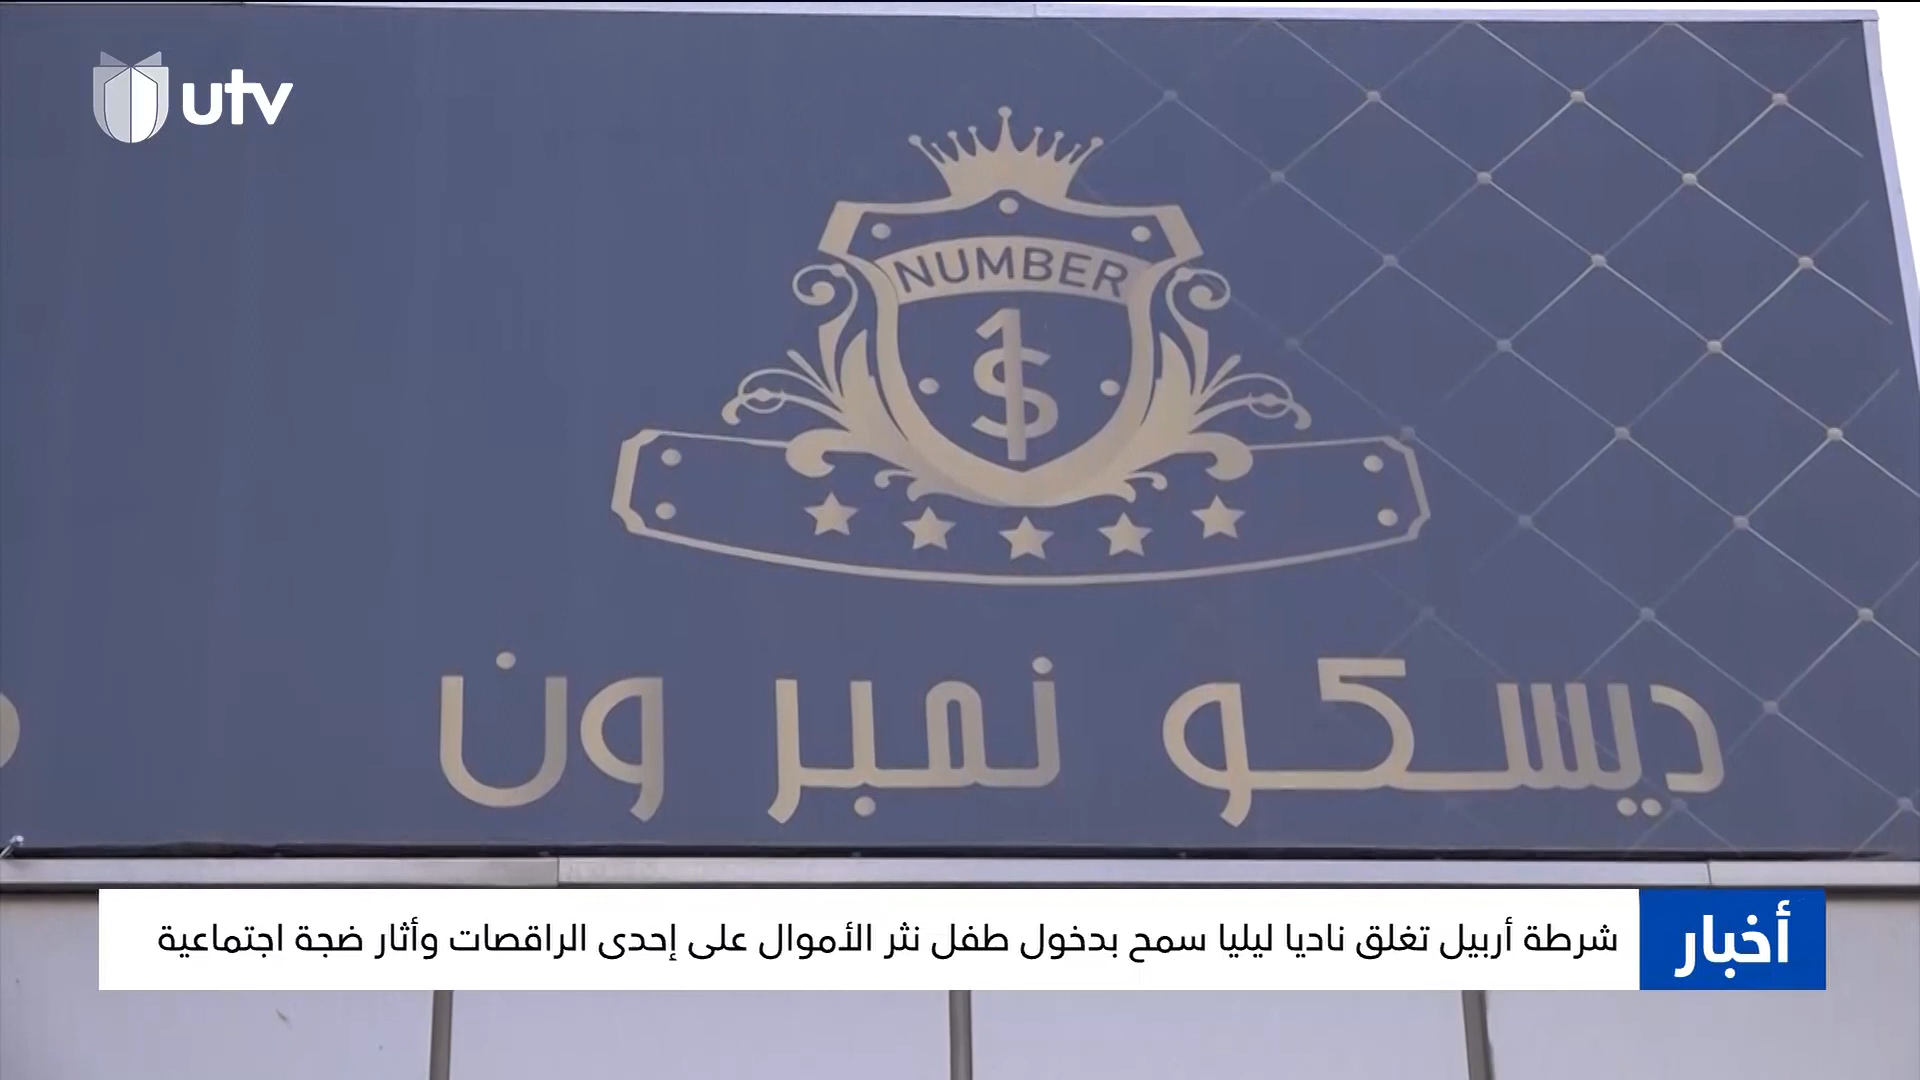 utv
NUMBER
1
ديسكو نمبر ون
أخبار
شرطة أربيل تغلق ناديا ليليا سمح بدخول طفل نثر الأموال على إحدى الراقصات وأثار ضجة اجتماعية